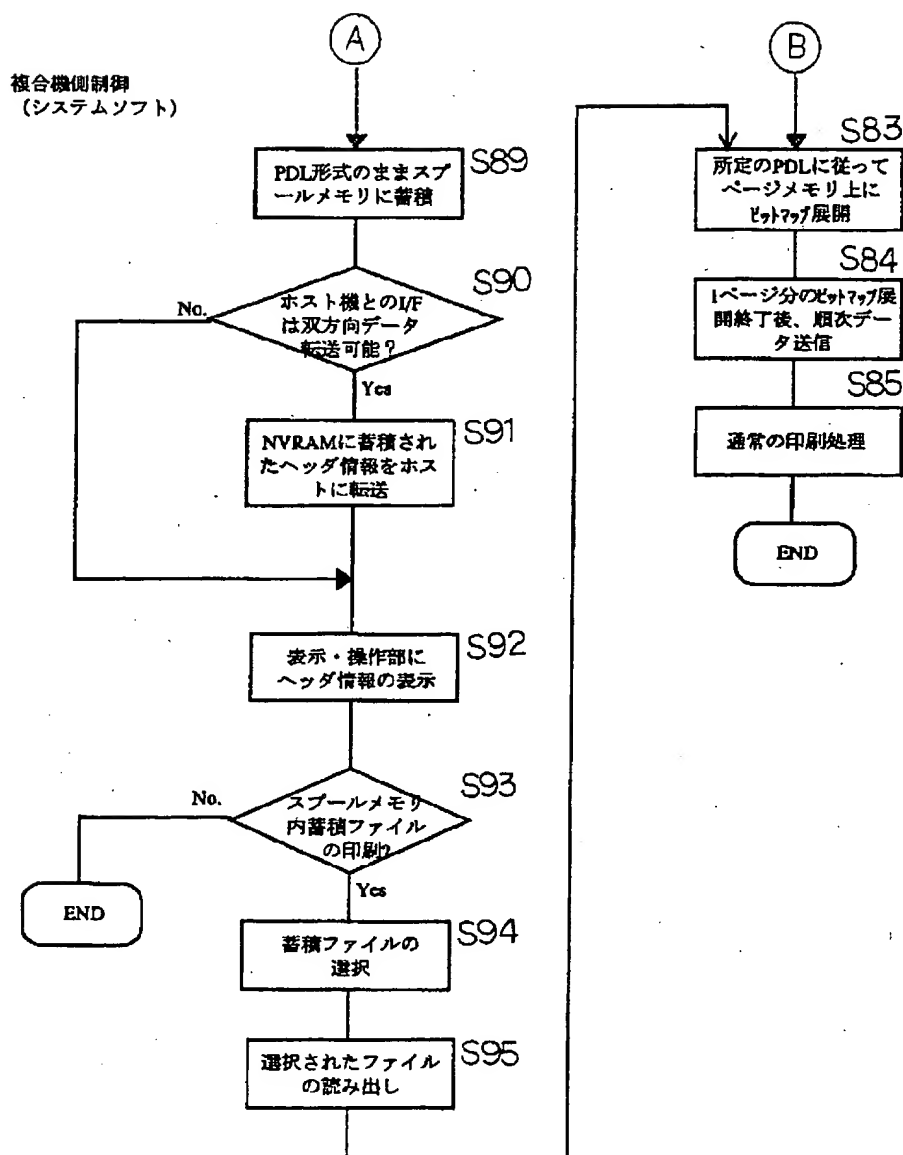 A
複合機側制御
(システムソフト)
S89
PDL形式のままスプ
ールメモリに蓄積
S90
No.
ホスト機とのI/F
は双方向データ
転送可能?
Yes
S91
NVRAMに蓄積され
たヘッダ情報をホス
トに転送
S92
表示・操作部に
ヘッダ情報の表示
S93
No.
スプールメモリ
内蓄積ファイル
の印刷?
END
Yes
S94
蓄積ファイルの
選択
S95
選択されたファイル
の読み出し
B
S83
所定のPDLに従って
ページメモリ上に
ビットマップ展開
S84
1ページ分のビットマップ展
開終了後、順次デー
タ送信
S85
通常の印刷処理
END